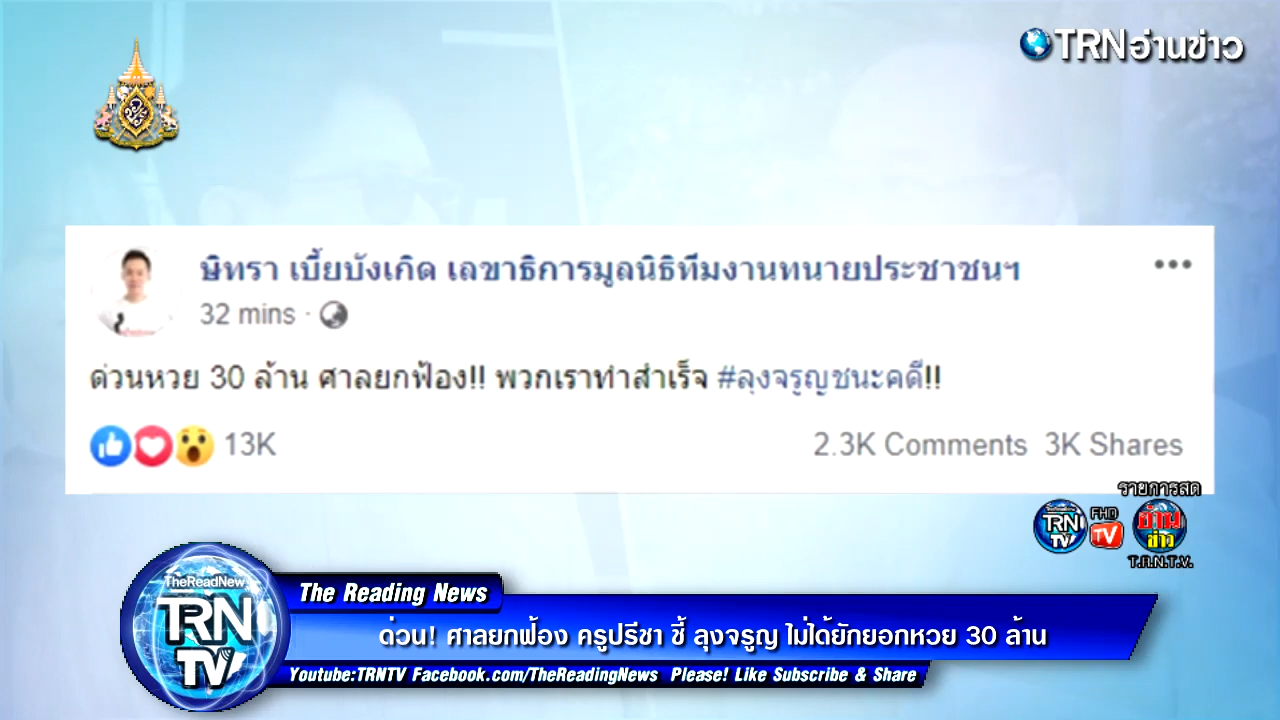 TRNอ่านข่าว
ษิทรา เบี้ยบังเกิด เลขาธิการมูลนิธิทีมงานทนายประชาชนฯ
32 mins ·
ด่วนหวย 30 ล้าน ศาลยกฟ้อง!! พวกเราทำสำเร็จ #ลุงจรูญชนะคดี!!
13K
2.3K Comments 3K Shares
รายการสด
TRN TV
FHD TV
อ่านข่าว
T.R.N.T.V.
TheReadNew
TRN
TV
The Reading News
ด่วน! ศาลยกฟ้อง ครูปรีชา ชี้ ลุงจรูญ ไม่ได้ยักยอกหวย 30 ล้าน
Youtube:TRNTV Facebook.com/TheReadingNews Please! Like Subscribe & Share